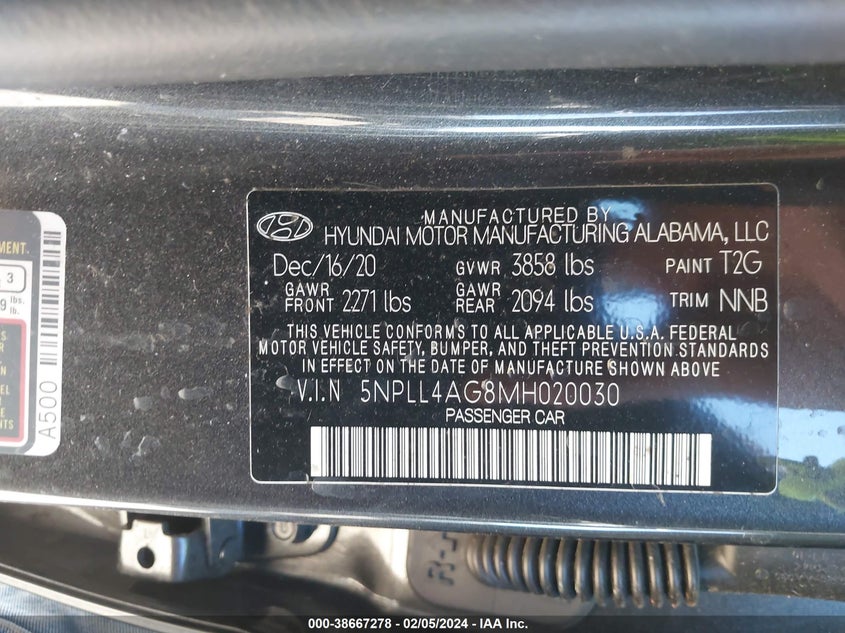 MANUFACTURED BY
HYUNDAI MOTOR MANUFACTURING ALABAMA, LLC
Dec/16/20 GVWR 3858 lbs PAINT T2G
GAWR FRONT 2271 lbs GAWR REAR 2094 lbs TRIM NNB
THIS VEHICLE CONFORMS TO ALL APPLICABLE U.S.A. FEDERAL
MOTOR VEHICLE SAFETY, BUMPER, AND THEFT PREVENTION STANDARDS
IN EFFECT ON THE DATE OF MANUFACTURE SHOWN ABOVE
V.I.N 5NPLL4AG8MH020030
PASSENGER CAR
3
lbs.
lb.
A500
000-38667278 - 02/05/2024 - IAA Inc.